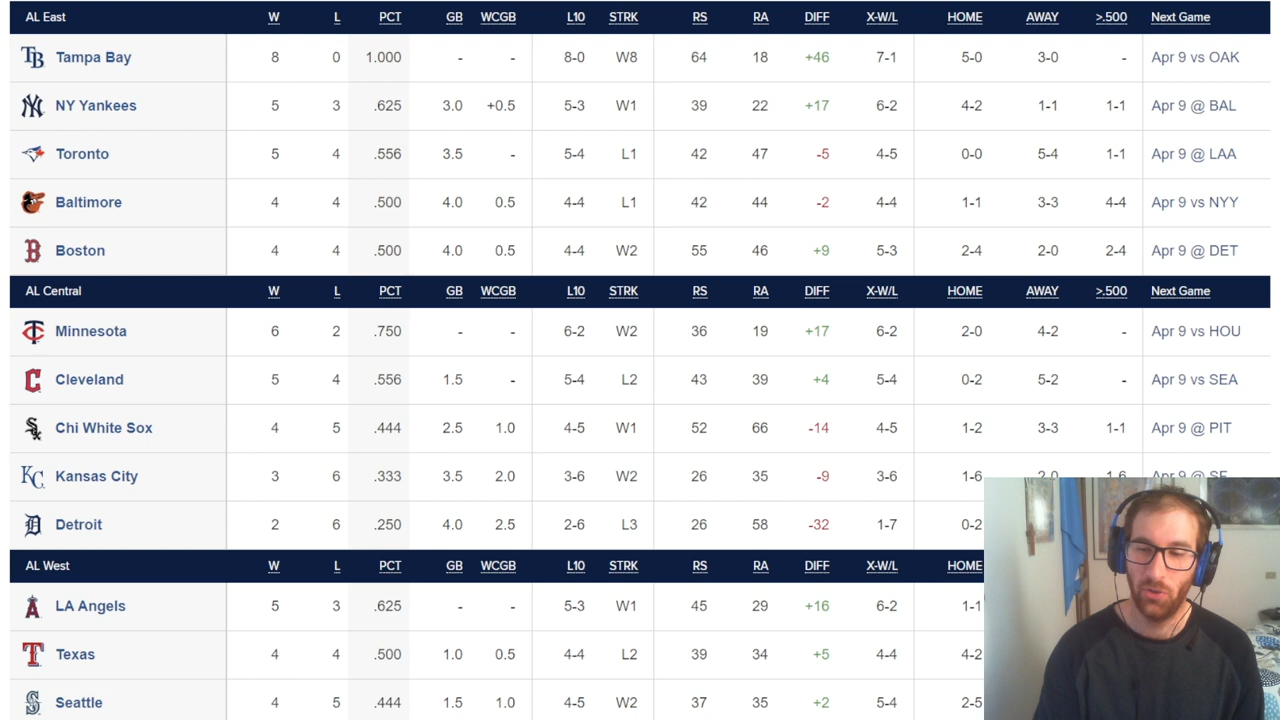 AL East W L PCT GB WCGB L10 STRK RS RA DIFF X-W/L HOME AWAY >.500 Next Game
Tampa Bay 8 0 1.000 - - 8-0 W8 64 18 +46 7-1 5-0 3-0 - Apr 9 vs OAK
NY Yankees 5 3 .625 3.0 +0.5 5-3 W1 39 22 +17 6-2 4-2 1-1 1-1 Apr 9 @ BAL
Toronto 5 4 .556 3.5 - 5-4 L1 42 47 -5 4-5 0-0 5-4 1-1 Apr 9 @ LAA
Baltimore 4 4 .500 4.0 0.5 4-4 L1 42 44 -2 4-4 1-1 3-3 4-4 Apr 9 vs NYY
Boston 4 4 .500 4.0 0.5 4-4 W2 55 46 +9 5-3 2-4 2-0 2-4 Apr 9 @ DET
AL Central W L PCT GB WCGB L10 STRK RS RA DIFF X-W/L HOME AWAY >.500 Next Game
Minnesota 6 2 .750 - - 6-2 W2 36 19 +17 6-2 2-0 4-2 - Apr 9 vs HOU
Cleveland 5 4 .556 1.5 - 5-4 L2 43 39 +4 5-4 0-2 5-2 - Apr 9 vs SEA
Chi White Sox 4 5 .444 2.5 1.0 4-5 W1 52 66 -14 4-5 1-2 3-3 1-1 Apr 9 @ PIT
Kansas City 3 6 .333 3.5 2.0 3-6 W2 26 35 -9 3-6 1-6 2-0 1-6 Apr 9 @ SF
Detroit 2 6 .250 4.0 2.5 2-6 L3 26 58 -32 1-7 0-2
AL West W L PCT GB WCGB L10 STRK RS RA DIFF X-W/L HOME
LA Angels 5 3 .625 - - 5-3 W1 45 29 +16 6-2 1-1
Texas 4 4 .500 1.0 0.5 4-4 L2 39 34 +5 4-4 4-2
Seattle 4 5 .444 1.5 1.0 4-5 W2 37 35 +2 5-4 2-5